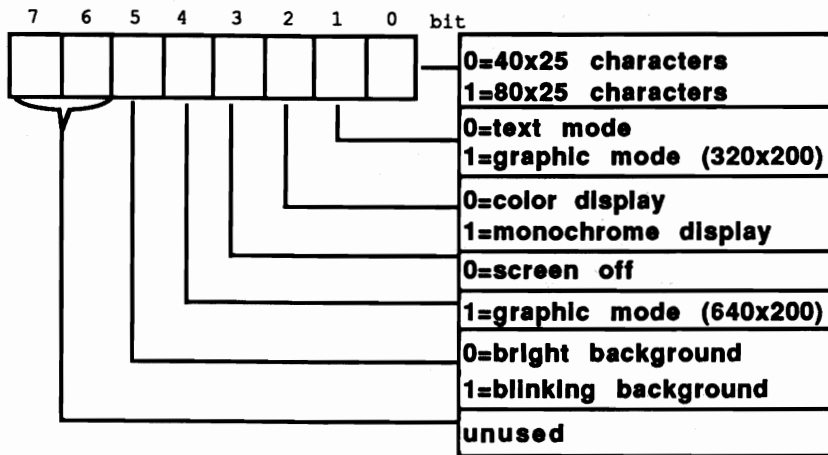 7 6 5 4 3 2 1 0 bit
0=40x25 characters
1=80x25 characters
0=text mode
1=graphic mode (320x200)
0=color display
1=monochrome display
0=screen off
1=graphic mode (640x200)
0=bright background
1=blinking background
unused